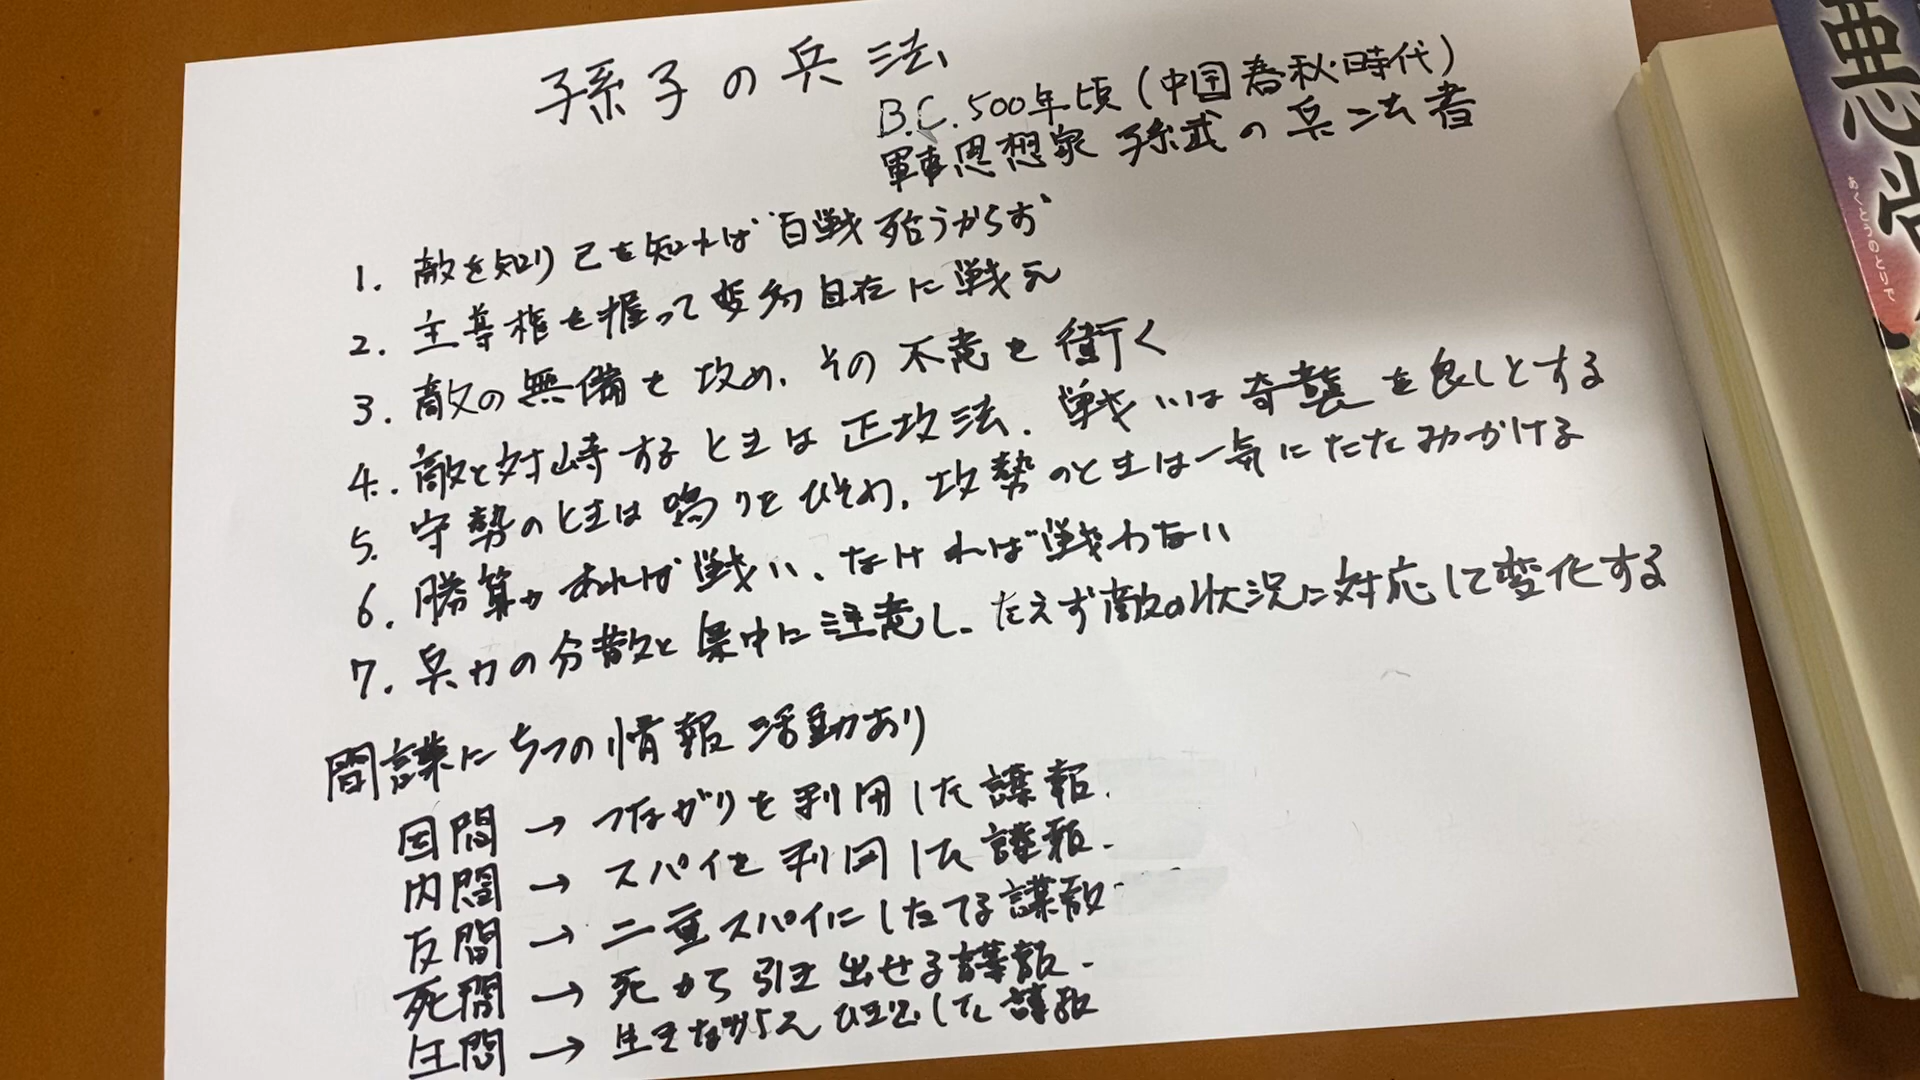 孫子の兵法
B.C.500年頃(中国春秋時代)
軍事思想家 孫武の兵法者
1. 敵を知り己を知れば百戦殆うからず
2. 主導権を握って変幻自在に戦え
3. 敵の無備を攻め、その不意を衝く
4. 敵と対峙するときは正攻法、戦いは奇襲を良しとする
5. 守勢のときは鳴りをひそめ、攻勢のときは一気にたたみかける
6. 勝算があれば戦い、なければ戦わない
7. 兵力の分散と集中に注意し、たえず敵の状況に対応して変化する
間諜に5つの情報活動あり
因間 → つながりを利用した諜報.
内間 → スパイを利用した諜報.
反間 → 二重スパイにしたてる諜報
死間 → 死から引き出せる諜報.
生間 → 生きながらえ した諜報
悪党
あくとうのとりで